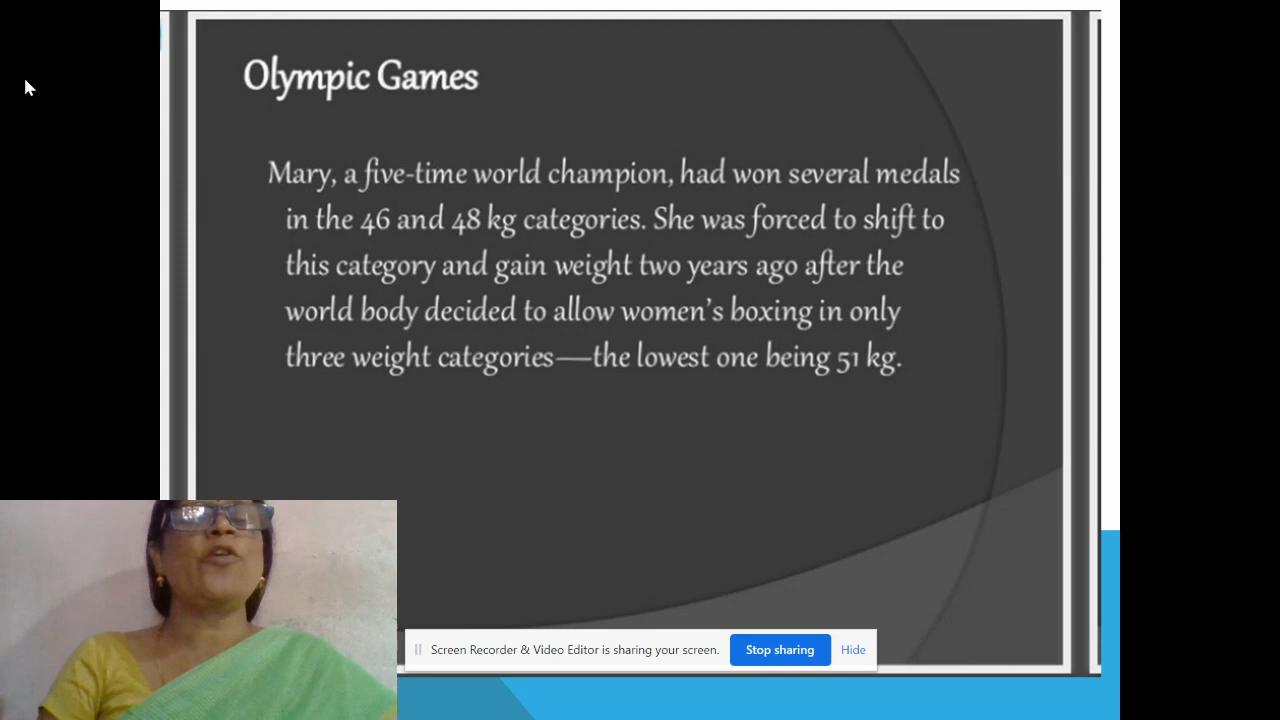 Olympic Games
Mary, a five-time world champion, had won several medals
in the 46 and 48 kg categories. She was forced to shift to
this category and gain weight two years ago after the
world body decided to allow women’s boxing in only
three weight categories—the lowest one being 51 kg.
Screen Recorder & Video Editor is sharing your screen. Stop sharing Hide